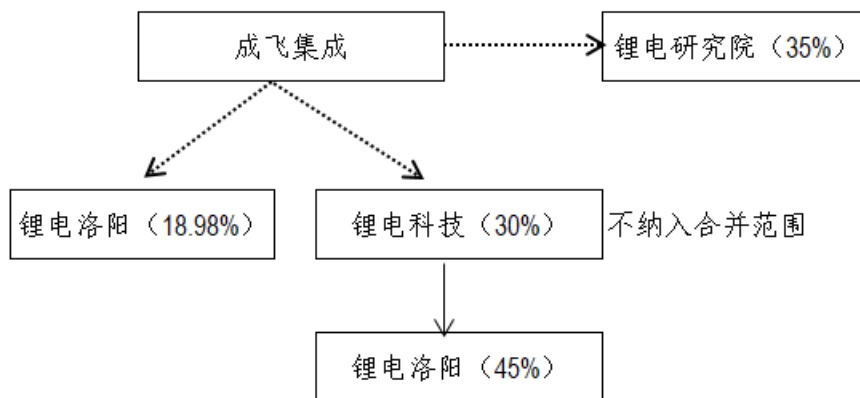 成飞集成
锂电研究院（35%）
锂电洛阳（18.98%）
锂电科技（30%）
不纳入合并范围
锂电洛阳（45%）